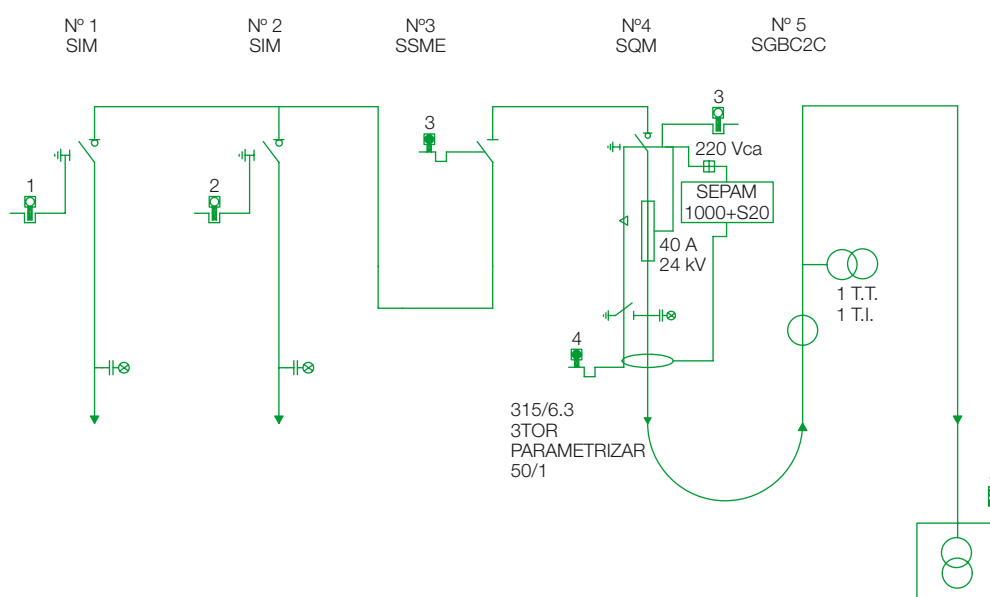 Nº 1
SIM
Nº 2
SIM
Nº3
SSME
Nº4
SQM
Nº 5
SGBC2C
3
3
220 Vca
1
2
SEPAM
1000+S20
40 A
24 kV
1 T.T.
1 T.I.
4
315/6.3
3TOR
PARAMETRIZAR
50/1